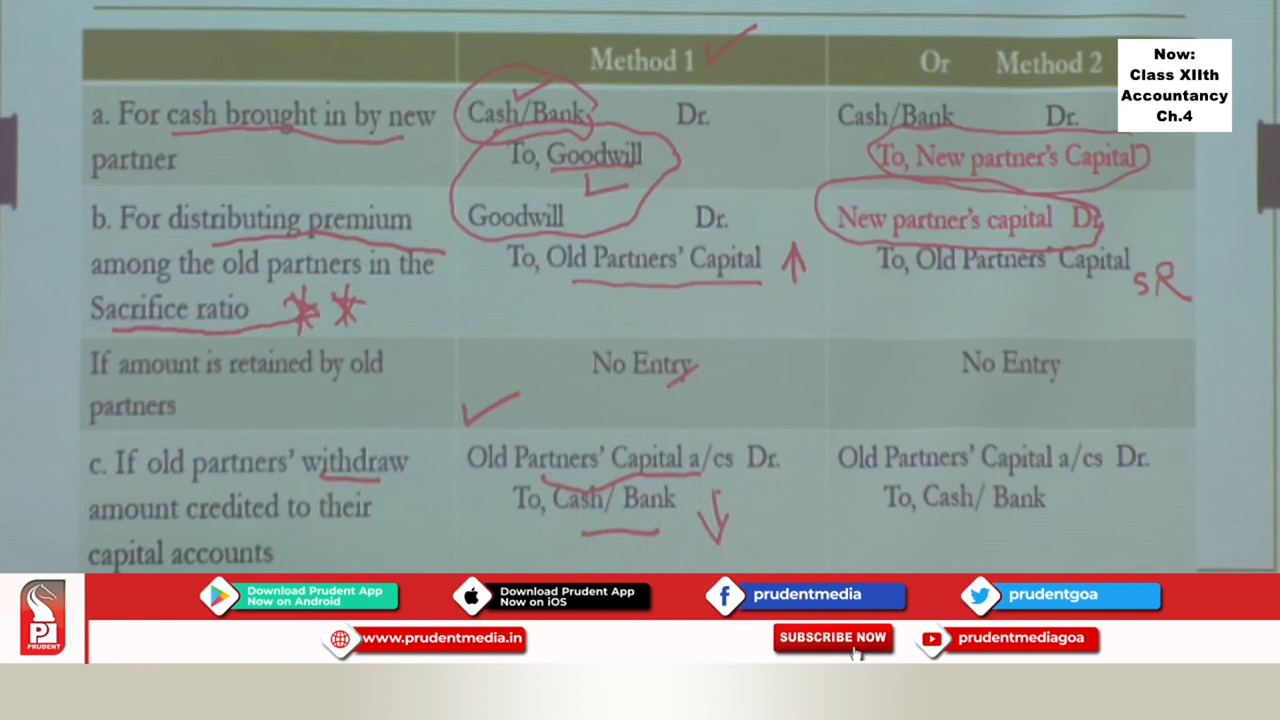 Method 1
Or Method 2
Now:
Class XIIth
Accountancy
Ch.4
a. For cash brought in by new
partner
Cash/Bank Dr.
To, Goodwill
Cash/Bank Dr.
To, New partner's Capital
b. For distributing premium
among the old partners in the
Sacrifice ratio
Goodwill Dr.
To, Old Partners' Capital
New partner's capital Dr.
To, Old Partners' Capital
SR
If amount is retained by old
partners
No Entry
No Entry
c. If old partners' withdraw
amount credited to their
capital accounts
Old Partners' Capital a/cs Dr.
To, Cash/ Bank
Old Partners' Capital a/cs Dr.
To, Cash/ Bank
PRUDENT
Download Prudent App
Now on Android
Download Prudent App
Now on iOS
prudentmedia
prudentgoa
www.prudentmedia.in
SUBSCRIBE NOW
prudentmediagoa